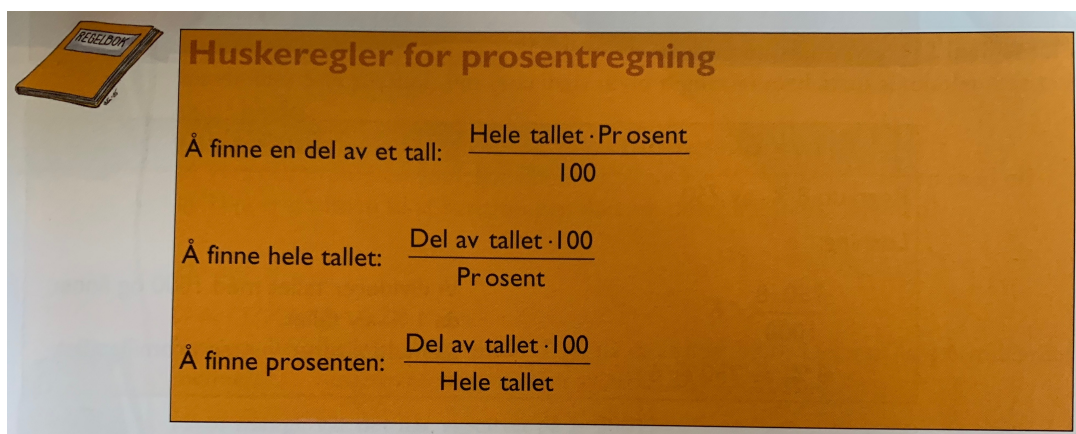 REGELBOK
Huskeregler for prosentregning
Å finne en del av et tall: Hele tallet · Prosent
100
Å finne hele tallet: Del av tallet · 100
Prosent
Å finne prosenten: Del av tallet · 100
Hele tallet